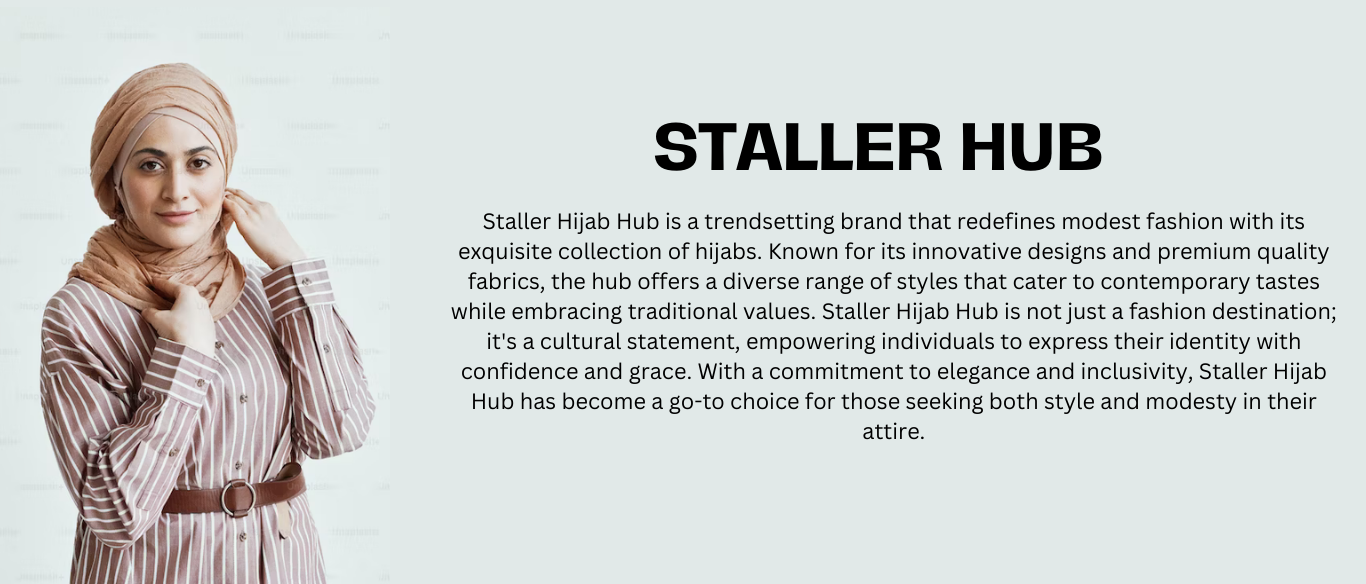 STALLER HUB
Staller Hijab Hub is a trendsetting brand that redefines modest fashion with its
exquisite collection of hijabs. Known for its innovative designs and premium quality
fabrics, the hub offers a diverse range of styles that cater to contemporary tastes
while embracing traditional values. Staller Hijab Hub is not just a fashion destination;
it's a cultural statement, empowering individuals to express their identity with
confidence and grace. With a commitment to elegance and inclusivity, Staller Hijab
Hub has become a go-to choice for those seeking both style and modesty in their
attire.